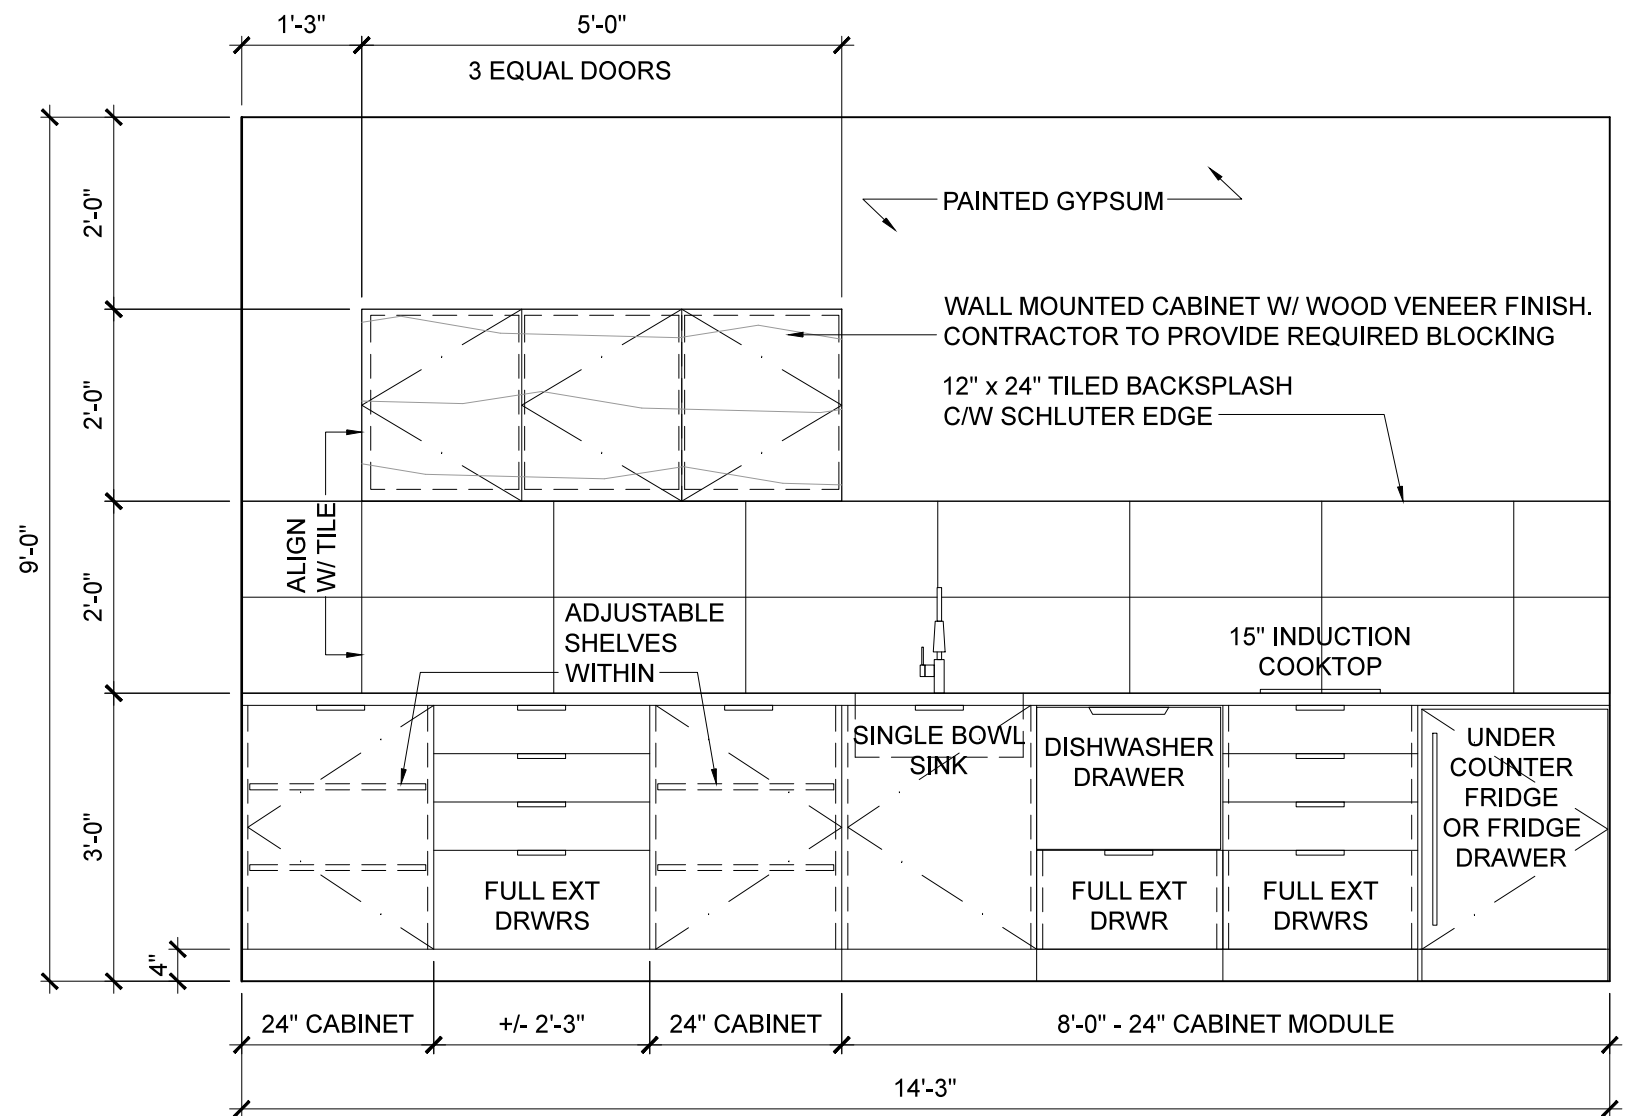 1'-3"
5'-0"
3 EQUAL DOORS
2'-0"
PAINTED GYPSUM
WALL MOUNTED CABINET W/ WOOD VENEER FINISH.
CONTRACTOR TO PROVIDE REQUIRED BLOCKING
2'-0"
12" x 24" TILED BACKSPLASH
C/W SCHLUTER EDGE
9'-0"
ALIGN
W/ TILE
2'-0"
ADJUSTABLE
SHELVES
WITHIN
15" INDUCTION
COOKTOP
3'-0"
SINGLE BOWL
SINK
DISHWASHER
DRAWER
UNDER
COUNTER
FRIDGE
OR FRIDGE
DRAWER
FULL EXT
DRWRS
FULL EXT
DRWR
FULL EXT
DRWRS
4"
24" CABINET
+/- 2'-3"
24" CABINET
8'-0" - 24" CABINET MODULE
14'-3"